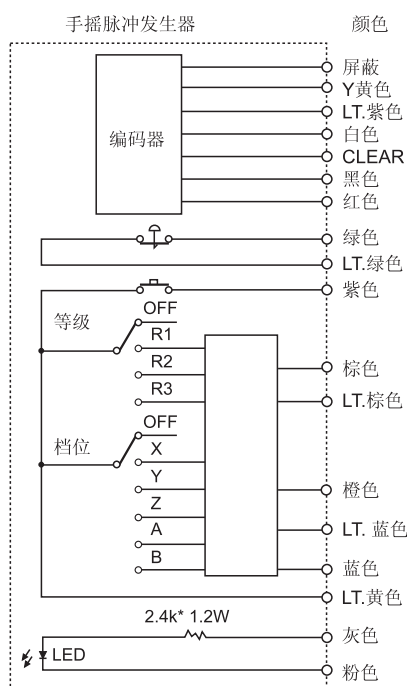 手摇脉冲发生器
颜色
屏蔽
Y黄色
LT.紫色
编码器
白色
CLEAR
黑色
红色
绿色
LT.绿色
紫色
OFF
等级
R1
R2
棕色
R3
LT.棕色
OFF
档位
X
Y
橙色
Z
A
LT. 蓝色
B
蓝色
LT.黄色
2.4k* 1.2W
灰色
LED
粉色